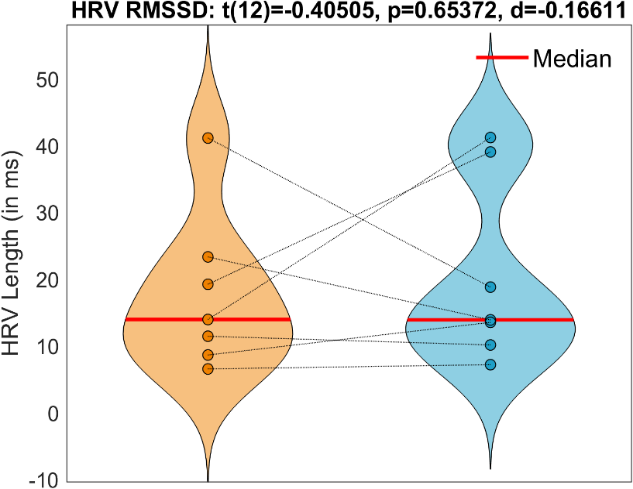 HRV RMSSD: t(12)=-0.40505, p=0.65372, d=-0.16611
Median
HRV Length (in ms)
50
40
30
20
10
0
-10